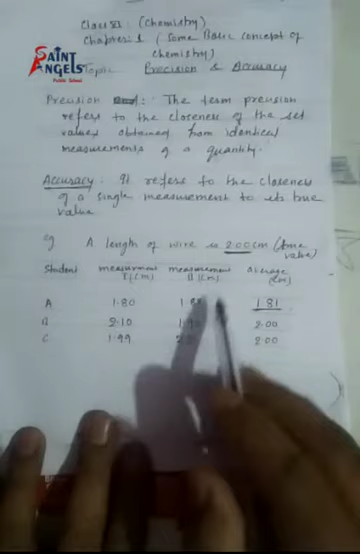 SAINT ANGELS
Public School
Class XI : (Chemistry)
Chapter: 1 ( Some Basic concept of
Chemistry)
Topic Precision & Accuracy
Precision : The term precision
refers to the closeness of the set
values obtained from identical
measurements of a quantity.
Accuracy : It refers to the closeness
of a single measurement to its true
value
eg A length of wire is 2.00 cm (true
value)
Student measurement measurement average
I (cm) II (cm) (cm)
A 1.80 1.81
B 2.10 1.90 2.00
C 1.99 2.00